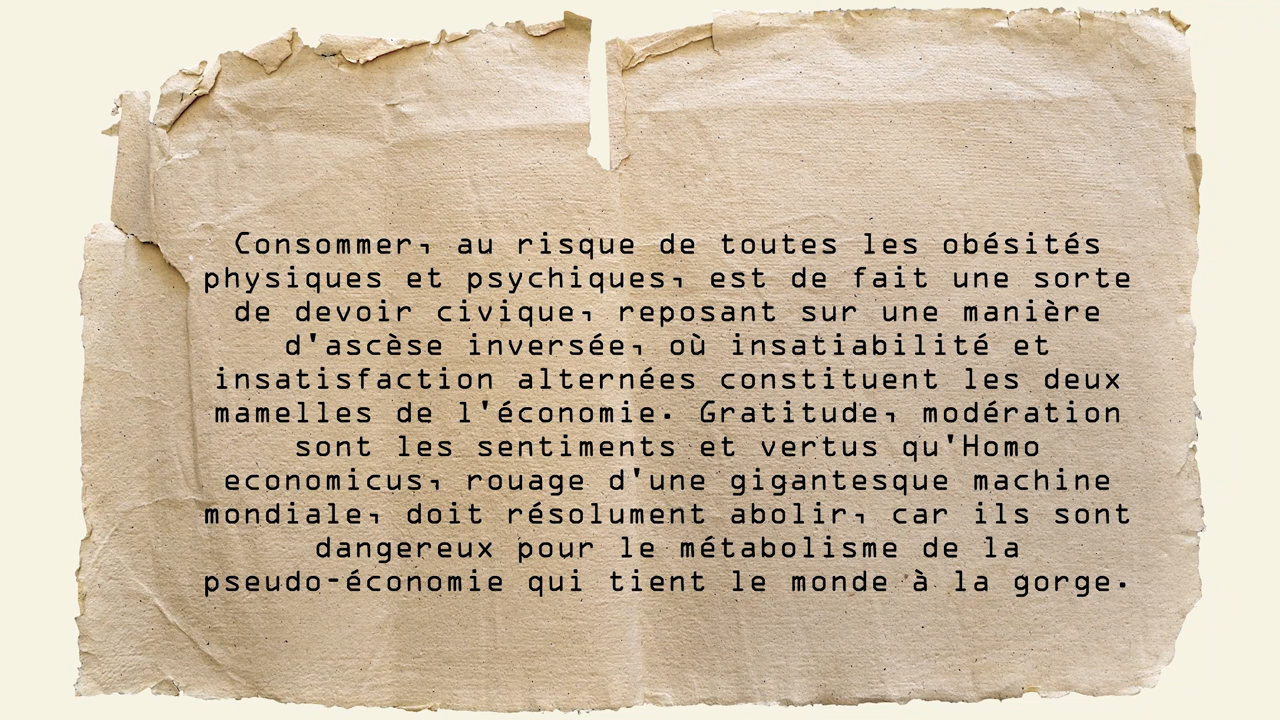 Consommer, au risque de toutes les obésités
physiques et psychiques, est de fait une sorte
de devoir civique, reposant sur une manière
d'ascèse inversée, où insatiabilité et
insatisfaction alternées constituent les deux
mamelles de l'économie. Gratitude, modération
sont les sentiments et vertus qu'Homo
economicus, rouage d'une gigantesque machine
mondiale, doit résolument abolir, car ils sont
dangereux pour le métabolisme de la
pseudo-économie qui tient le monde à la gorge.